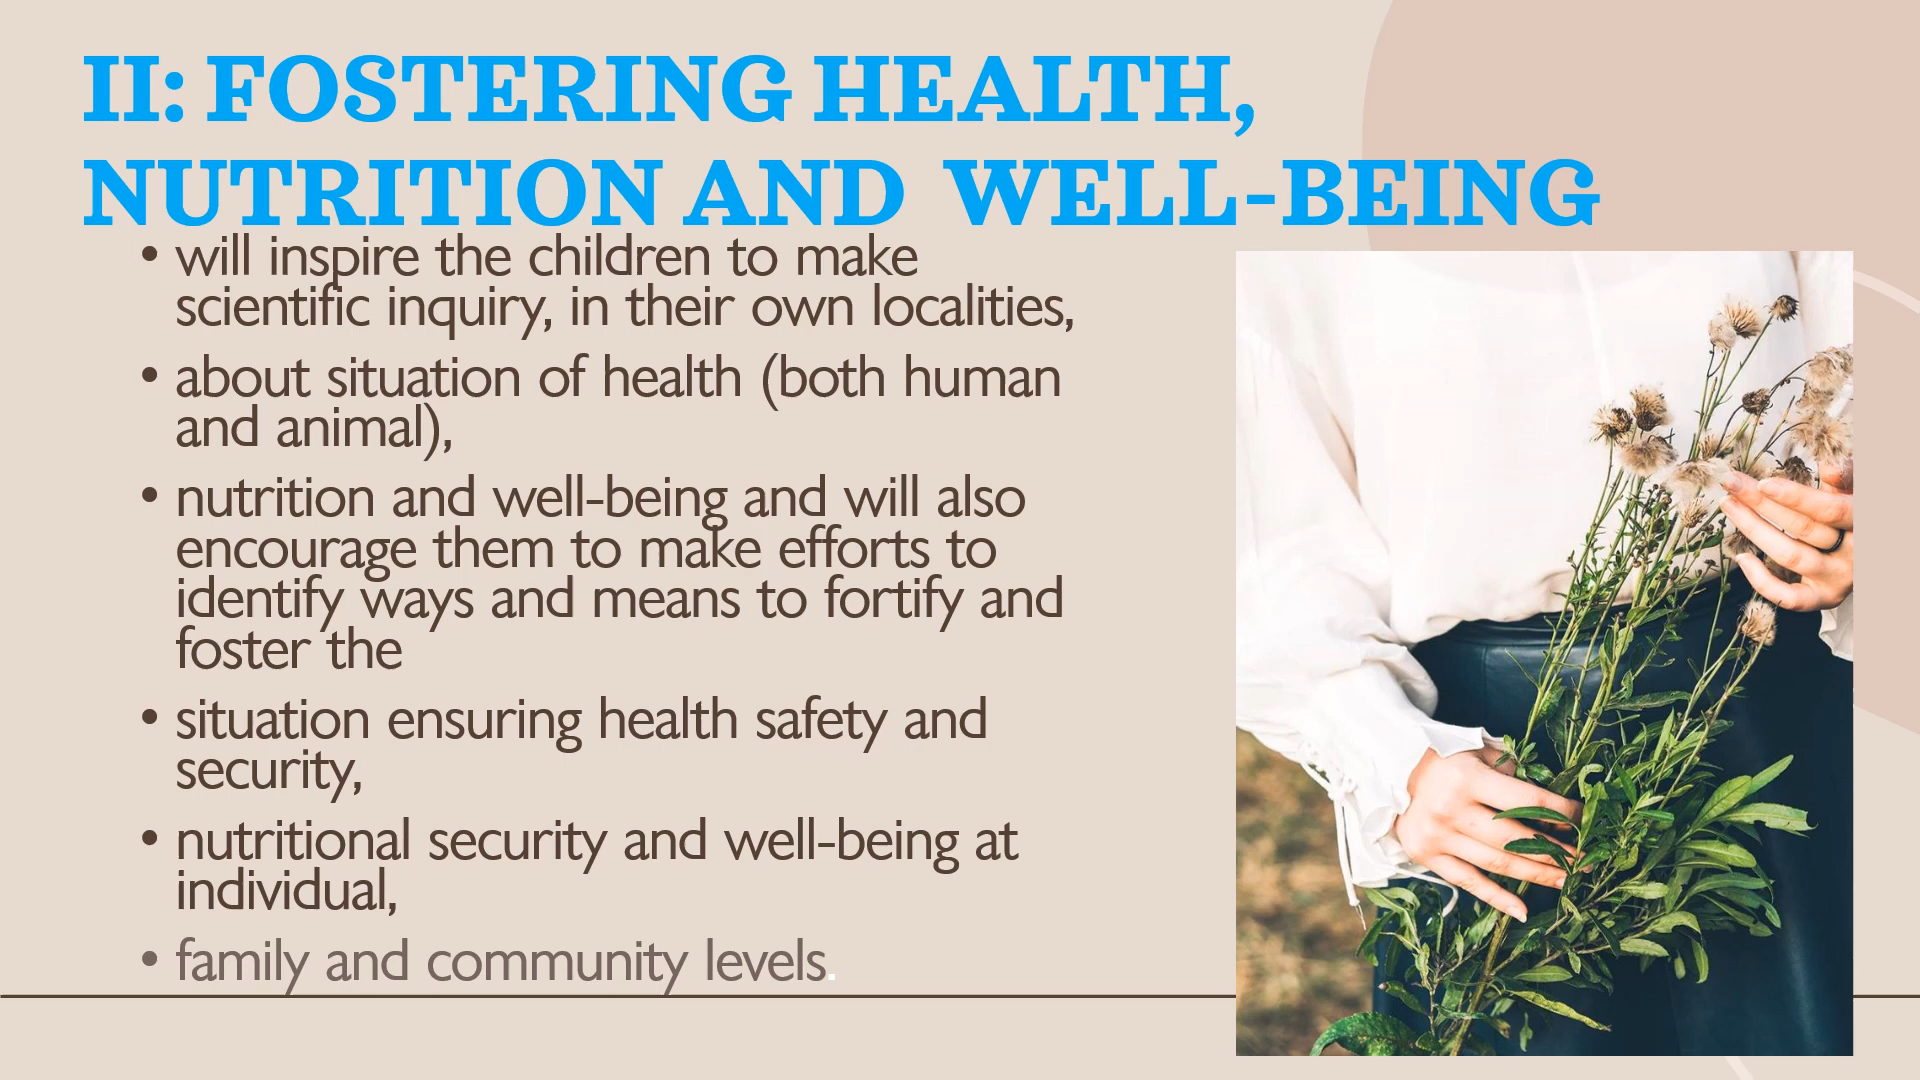 II: FOSTERING HEALTH,
NUTRITION AND WELL-BEING
• will inspire the children to make
scientific inquiry, in their own localities,
• about situation of health (both human
and animal),
• nutrition and well-being and will also
encourage them to make efforts to
identify ways and means to fortify and
foster the
• situation ensuring health safety and
security,
• nutritional security and well-being at
individual,
• family and community levels.